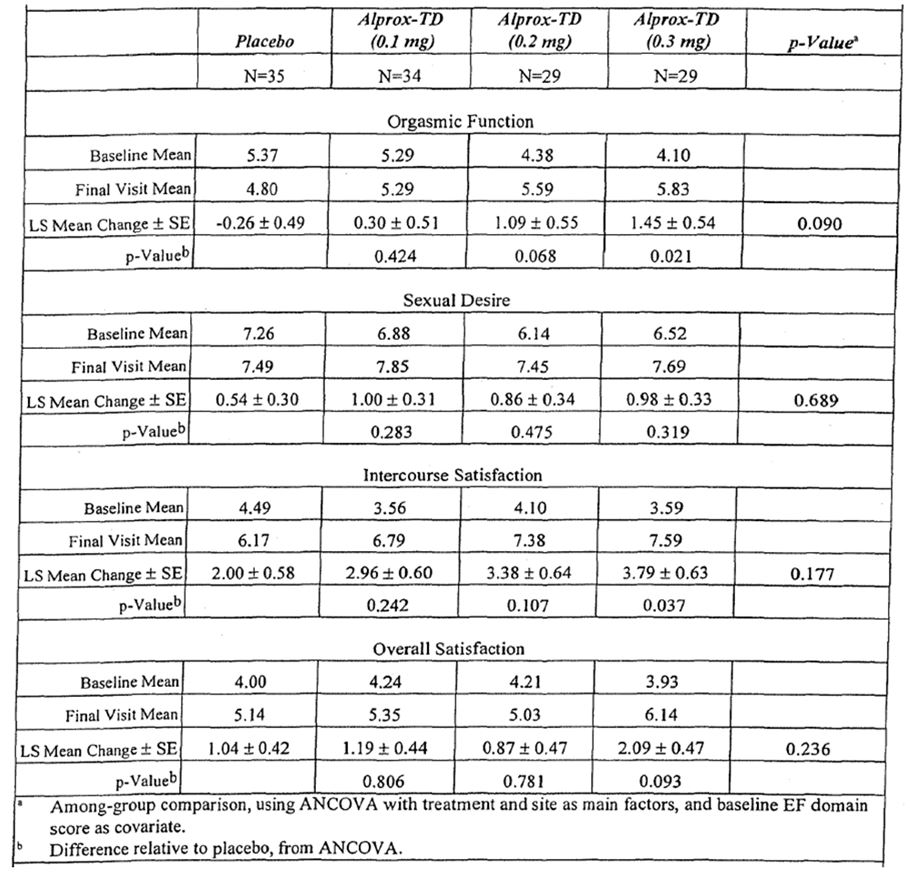 Placebo Alprox-TD (0.1 mg) Alprox-TD (0.2 mg) Alprox-TD (0.3 mg) p-Valueᵃ
N=35 N=34 N=29 N=29
Orgasmic Function
Baseline Mean 5.37 5.29 4.38 4.10
Final Visit Mean 4.80 5.29 5.59 5.83
LS Mean Change ± SE -0.26 ± 0.49 0.30 ± 0.51 1.09 ± 0.55 1.45 ± 0.54 0.090
p-Valueᵇ 0.424 0.068 0.021
Sexual Desire
Baseline Mean 7.26 6.88 6.14 6.52
Final Visit Mean 7.49 7.85 7.45 7.69
LS Mean Change ± SE 0.54 ± 0.30 1.00 ± 0.31 0.86 ± 0.34 0.98 ± 0.33 0.689
p-Valueᵇ 0.283 0.475 0.319
Intercourse Satisfaction
Baseline Mean 4.49 3.56 4.10 3.59
Final Visit Mean 6.17 6.79 7.38 7.59
LS Mean Change ± SE 2.00 ± 0.58 2.96 ± 0.60 3.38 ± 0.64 3.79 ± 0.63 0.177
p-Valueᵇ 0.242 0.107 0.037
Overall Satisfaction
Baseline Mean 4.00 4.24 4.21 3.93
Final Visit Mean 5.14 5.35 5.03 6.14
LS Mean Change ± SE 1.04 ± 0.42 1.19 ± 0.44 0.87 ± 0.47 2.09 ± 0.47 0.236
p-Valueᵇ 0.806 0.781 0.093
ᵃ Among-group comparison, using ANCOVA with treatment and site as main factors, and baseline EF domain
score as covariate.
ᵇ Difference relative to placebo, from ANCOVA.